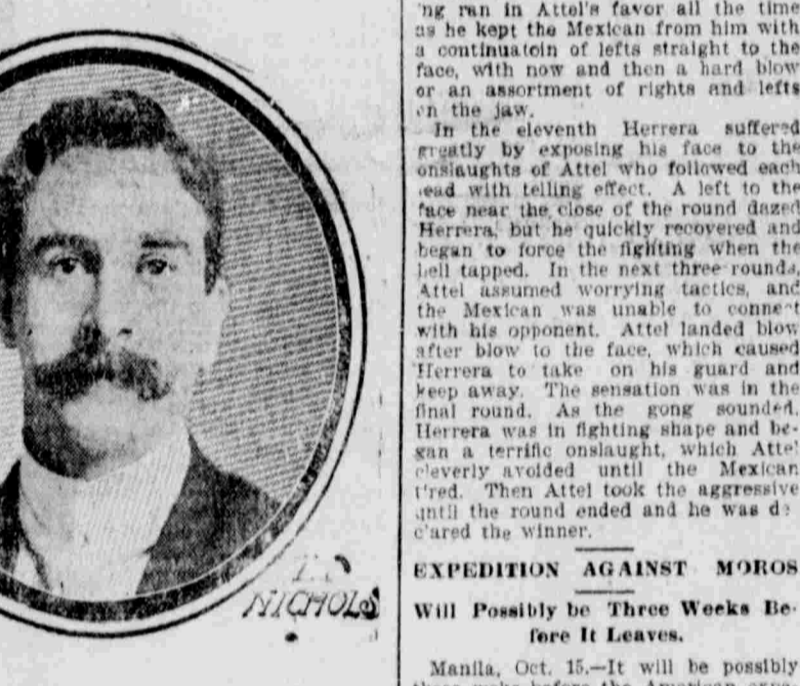 NICHOLS
'ng ran in Attel's favor all the time
as he kept the Mexican from him with
a continuatoin of lefts straight to the
face, with now and then a hard blow
or an assortment of rights and lefts
on the jaw.
In the eleventh Herrera suffered
greatly by exposing his face to the
onslaughts of Attel who followed each
lead with telling effect. A left to the
face near the close of the round dazed
Herrera, but he quickly recovered and
began to force the fighting when the
bell tapped. In the next three rounds,
Attel assumed worrying tactics, and
the Mexican was unable to connect
with his opponent. Attel landed blow
after blow to the face, which caused
Herrera to take on his guard and
keep away. The sensation was in the
final round. As the gong sounded,
Herrera was in fighting shape and be-
gan a terrific onslaught, which Attel
cleverly avoided until the Mexican
tired. Then Attel took the aggressive
until the round ended and he was de
clared the winner.
EXPEDITION AGAINST MOROS
Will Possibly be Three Weeks Be-
fore It Leaves.
Manila, Oct. 15.—It will be possibly
before the American